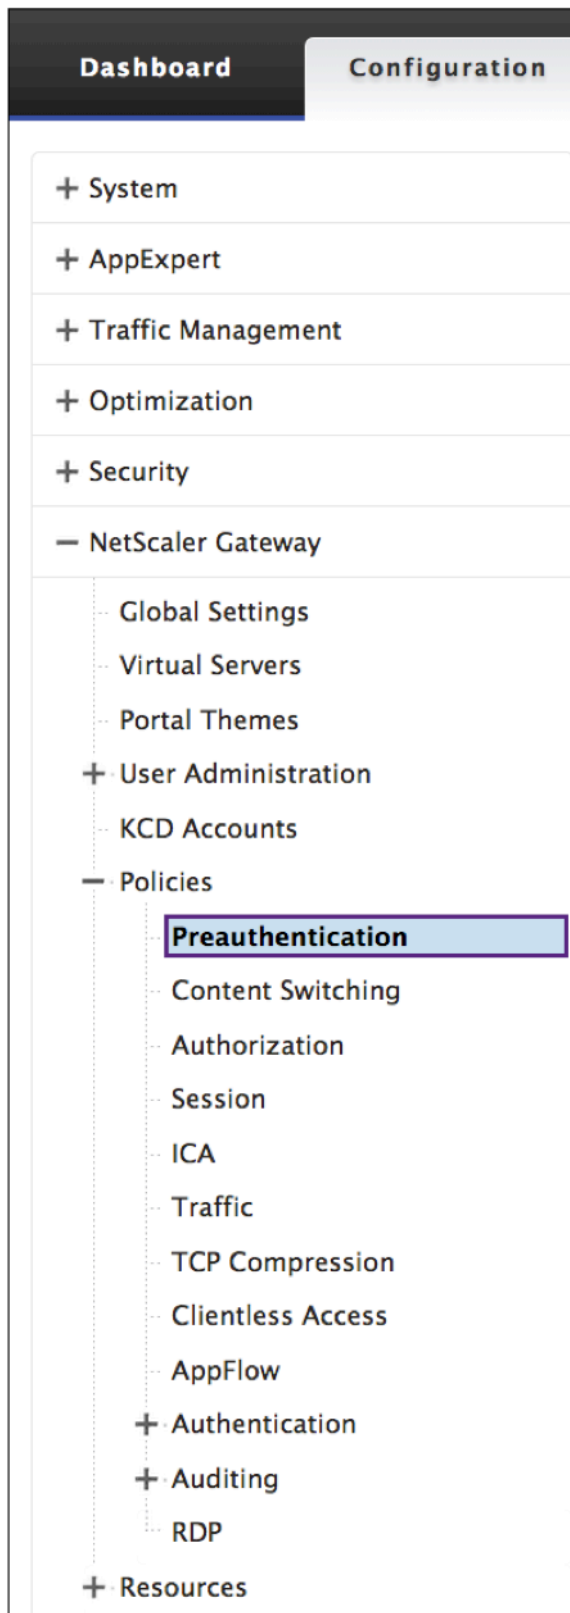 Dashboard Configuration
System
AppExpert
Traffic Management
Optimization
Security
NetScaler Gateway
Global Settings
Virtual Servers
Portal Themes
User Administration
KCD Accounts
Policies
Preauthentication
Content Switching
Authorization
Session
ICA
Traffic
TCP Compression
Clientless Access
AppFlow
Authentication
Auditing
RDP
Resources